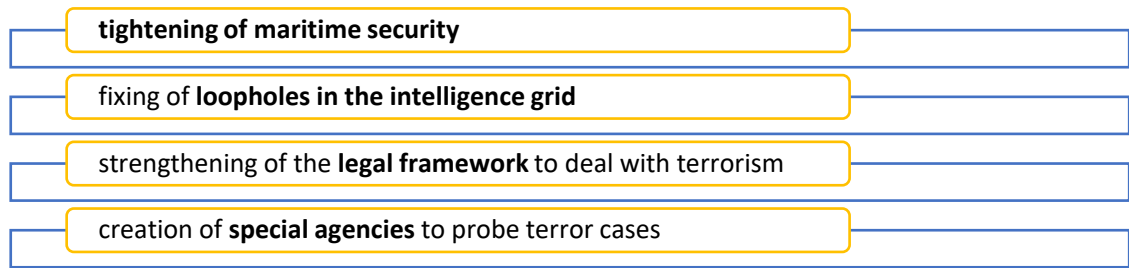 tightening of maritime security
fixing of loopholes in the intelligence grid
strengthening of the legal framework to deal with terrorism
creation of special agencies to probe terror cases